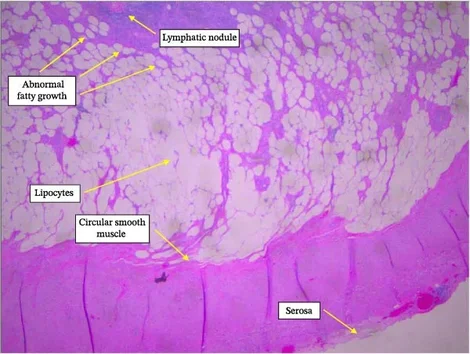 Lymphatic nodule
Abnormal
fatty growth
Lipocytes
Circular smooth
muscle
Serosa